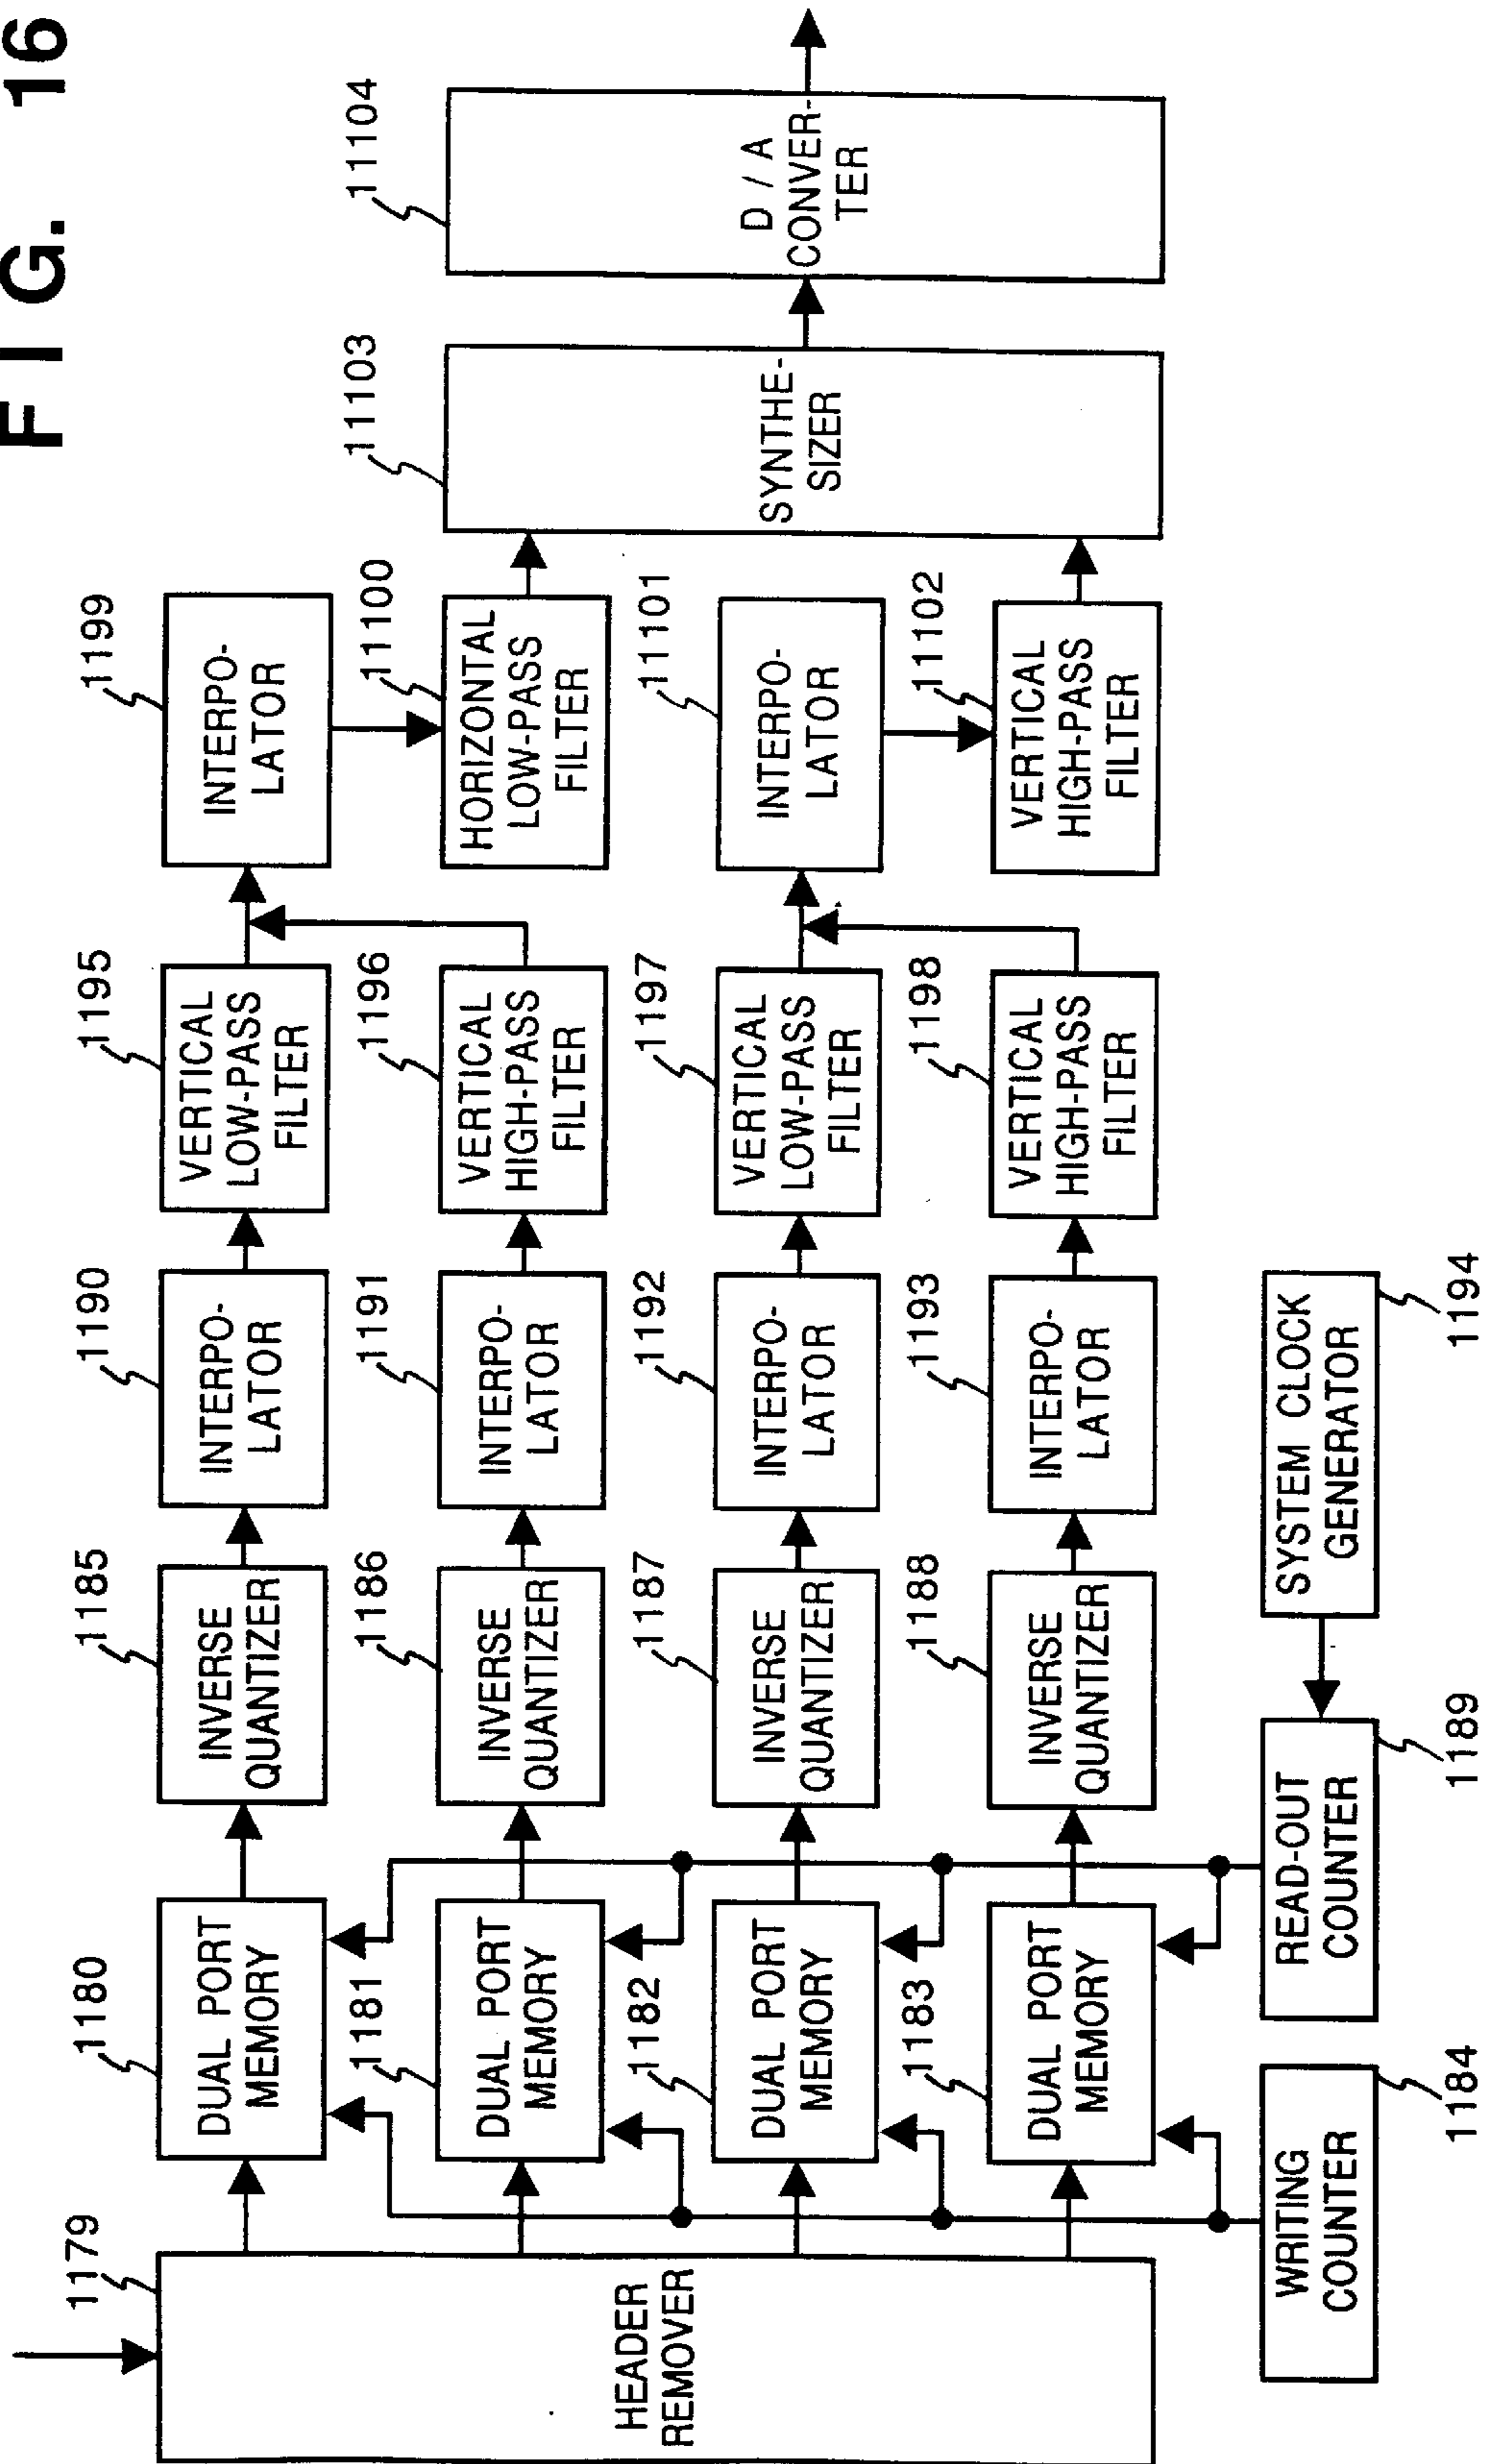 FIG. 16
1179
HEADER
REMOVER
1180
DUAL PORT
MEMORY
1185
INVERSE
QUANTIZER
1190
INTERPO-
LATOR
1195
VERTICAL
LOW-PASS
FILTER
1199
INTERPO-
LATOR
1181
DUAL PORT
MEMORY
1186
INVERSE
QUANTIZER
1191
INTERPO-
LATOR
1196
VERTICAL
HIGH-PASS
FILTER
11100
HORIZONTAL
LOW-PASS
FILTER
1182
DUAL PORT
MEMORY
1187
INVERSE
QUANTIZER
1192
INTERPO-
LATOR
1197
VERTICAL
LOW-PASS
FILTER
11101
INTERPO-
LATOR
1183
DUAL PORT
MEMORY
1188
INVERSE
QUANTIZER
1193
INTERPO-
LATOR
1198
VERTICAL
HIGH-PASS
FILTER
11102
VERTICAL
HIGH-PASS
FILTER
11103
SYNTHE-
SIZER
11104
D / A
CONVER-
TER
WRITING
COUNTER
1184
READ-OUT
COUNTER
1189
SYSTEM CLOCK
GENERATOR
1194